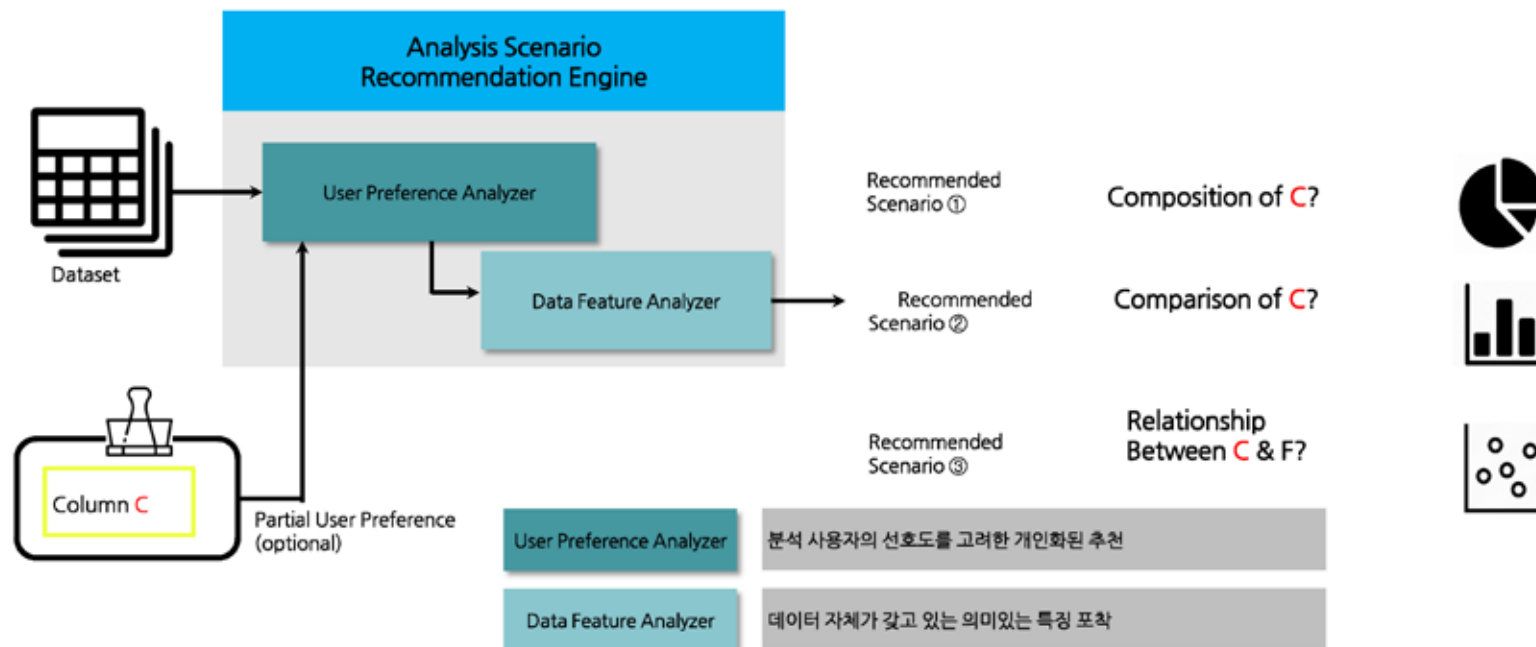 Analysis Scenario
Recommendation Engine
User Preference Analyzer
Dataset
Data Feature Analyzer
Recommended
Scenario ①
Composition of C?
Recommended
Scenario ②
Comparison of C?
Recommended
Scenario ③
Relationship
Between C & F?
Column C
Partial User Preference
(optional)
User Preference Analyzer
분석 사용자의 선호도를 고려한 개인화된 추천
Data Feature Analyzer
데이터 자체가 갖고 있는 의미있는 특징 포착